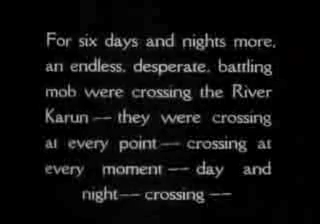 For six days and nights more,
an endless, desperate, battling
mob were crossing the River
Karun — they were crossing
at every point — crossing at
every moment — day and
night — crossing —